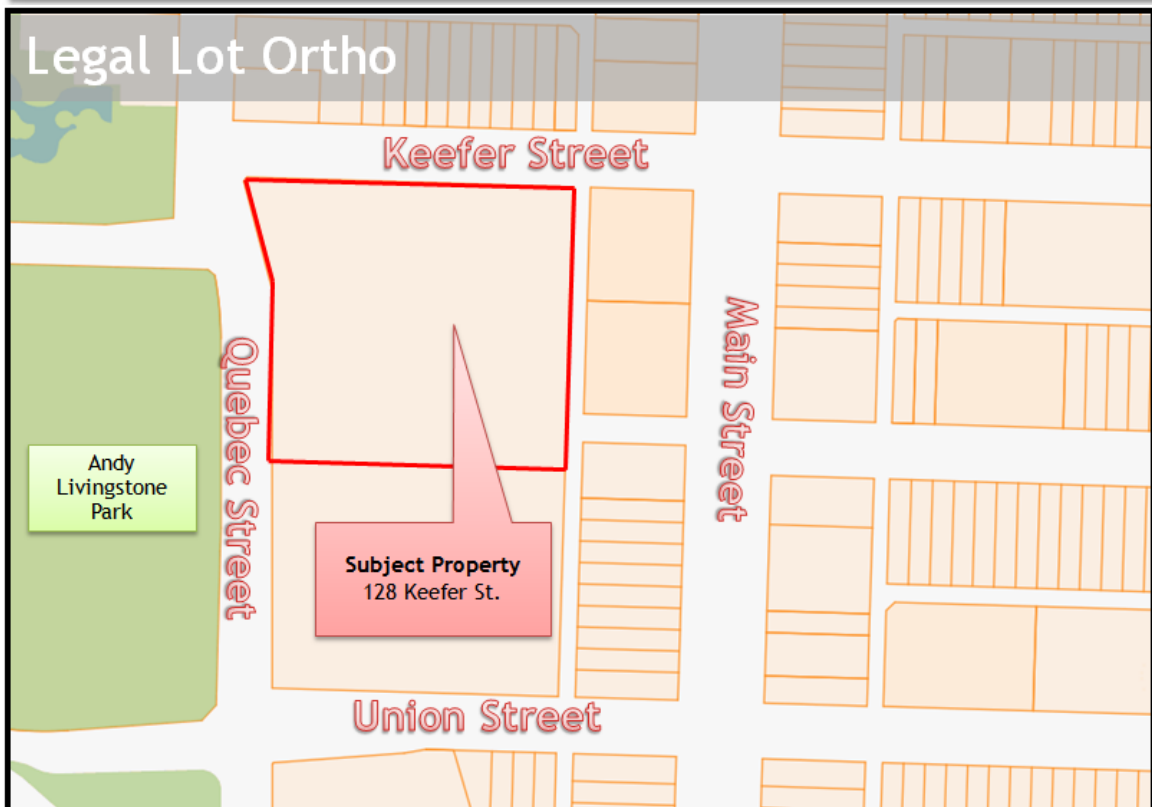 Legal Lot Ortho
Keefer Street
Quebec Street
Main Street
Andy
Livingstone
Park
Subject Property
128 Keefer St.
Union Street